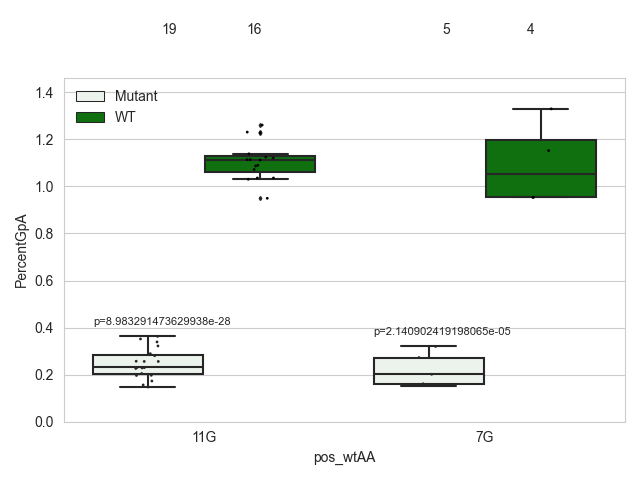 19 16 5 4
1.4
Mutant
WT
1.2
1.0
0.8
0.6
0.4
0.2
0.0
PercentGpA
p=8.983291473629938e-28
p=2.140902419198065e-05
11G 7G
pos_wtAA